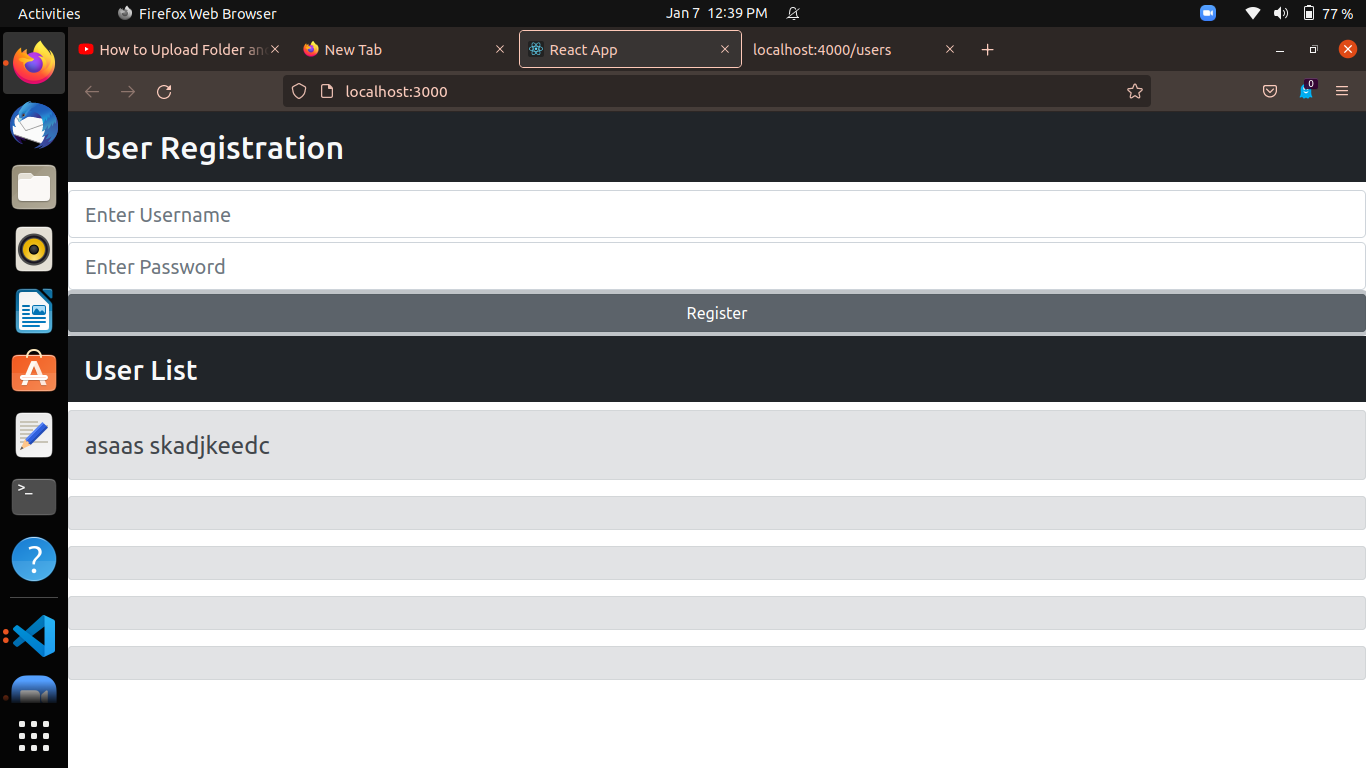 Activities Firefox Web Browser Jan 7 12:39 PM 77 %
How to Upload Folder an New Tab React App localhost:4000/users
localhost:3000 0
User Registration
Enter Username
Enter Password
Register
User List
asaas skadjkeedc